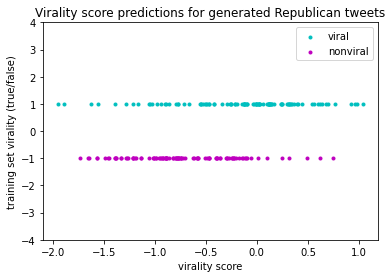 Virality score predictions for generated Republican tweets
viral
nonviral
training set virality (true/false)
4
3
2
1
0
−1
−2
−3
−4
−2.0 −1.5 −1.0 −0.5 0.0 0.5 1.0
virality score